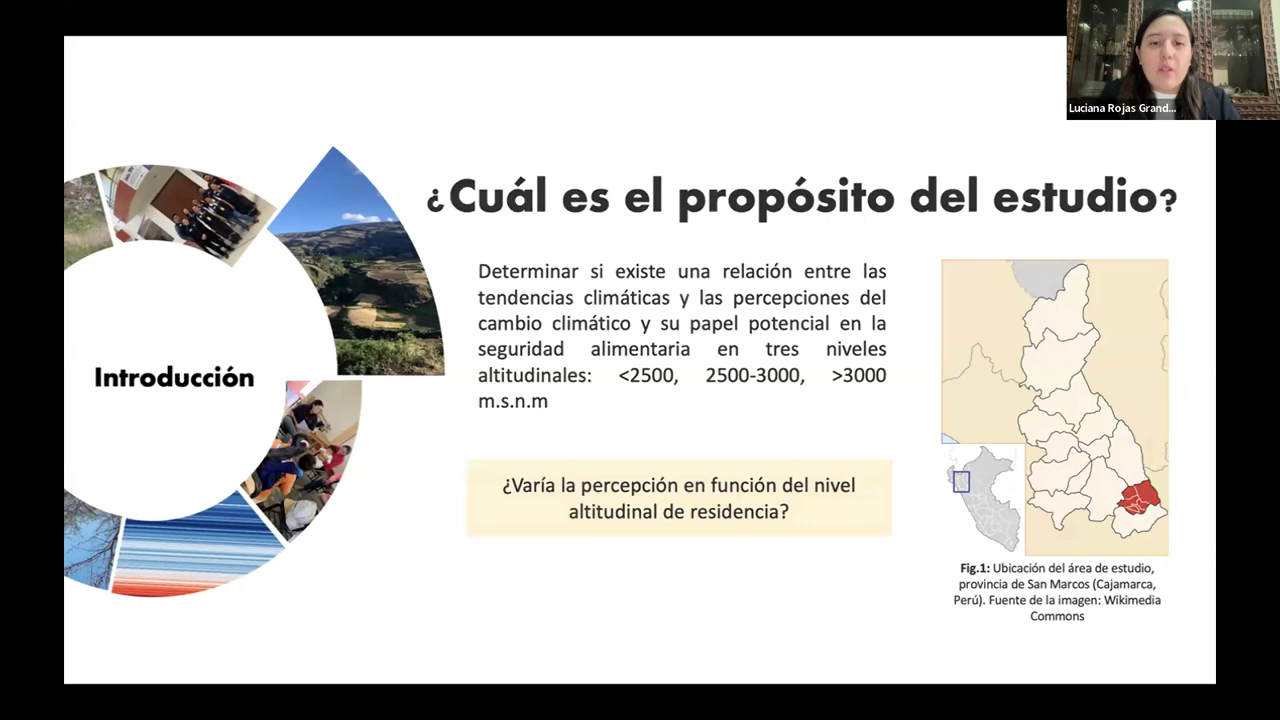 Luciana Rojas Grand...
¿Cuál es el propósito del estudio?
Determinar si existe una relación entre las
tendencias climáticas y las percepciones del
cambio climático y su papel potencial en la
seguridad alimentaria en tres niveles
altitudinales: <2500, 2500-3000, >3000
m.s.n.m
Introducción
¿Varía la percepción en función del nivel
altitudinal de residencia?
Fig.1: Ubicación del área de estudio,
provincia de San Marcos (Cajamarca,
Perú). Fuente de la imagen: Wikimedia
Commons